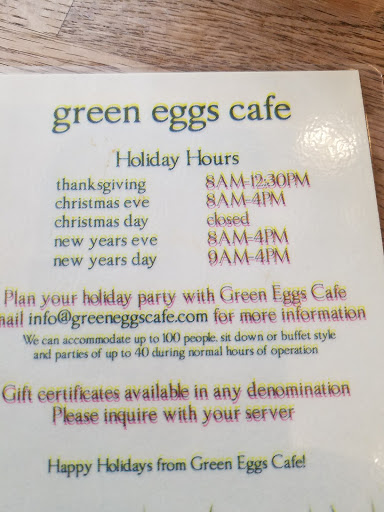 green eggs cafe
Holiday Hours
thanksgiving 8AM-12:30PM
christmas eve 8AM-4PM
christmas day closed
new years eve 8AM-4PM
new years day 9AM-4PM
Plan your holiday party with Green Eggs Cafe
mail info@greeneggscafe.com for more information
We can accommodate up to 100 people, sit down or buffet style
and parties of up to 40 during normal hours of operation
Gift certificates available in any denomination
Please inquire with your server
Happy Holidays from Green Eggs Cafe!